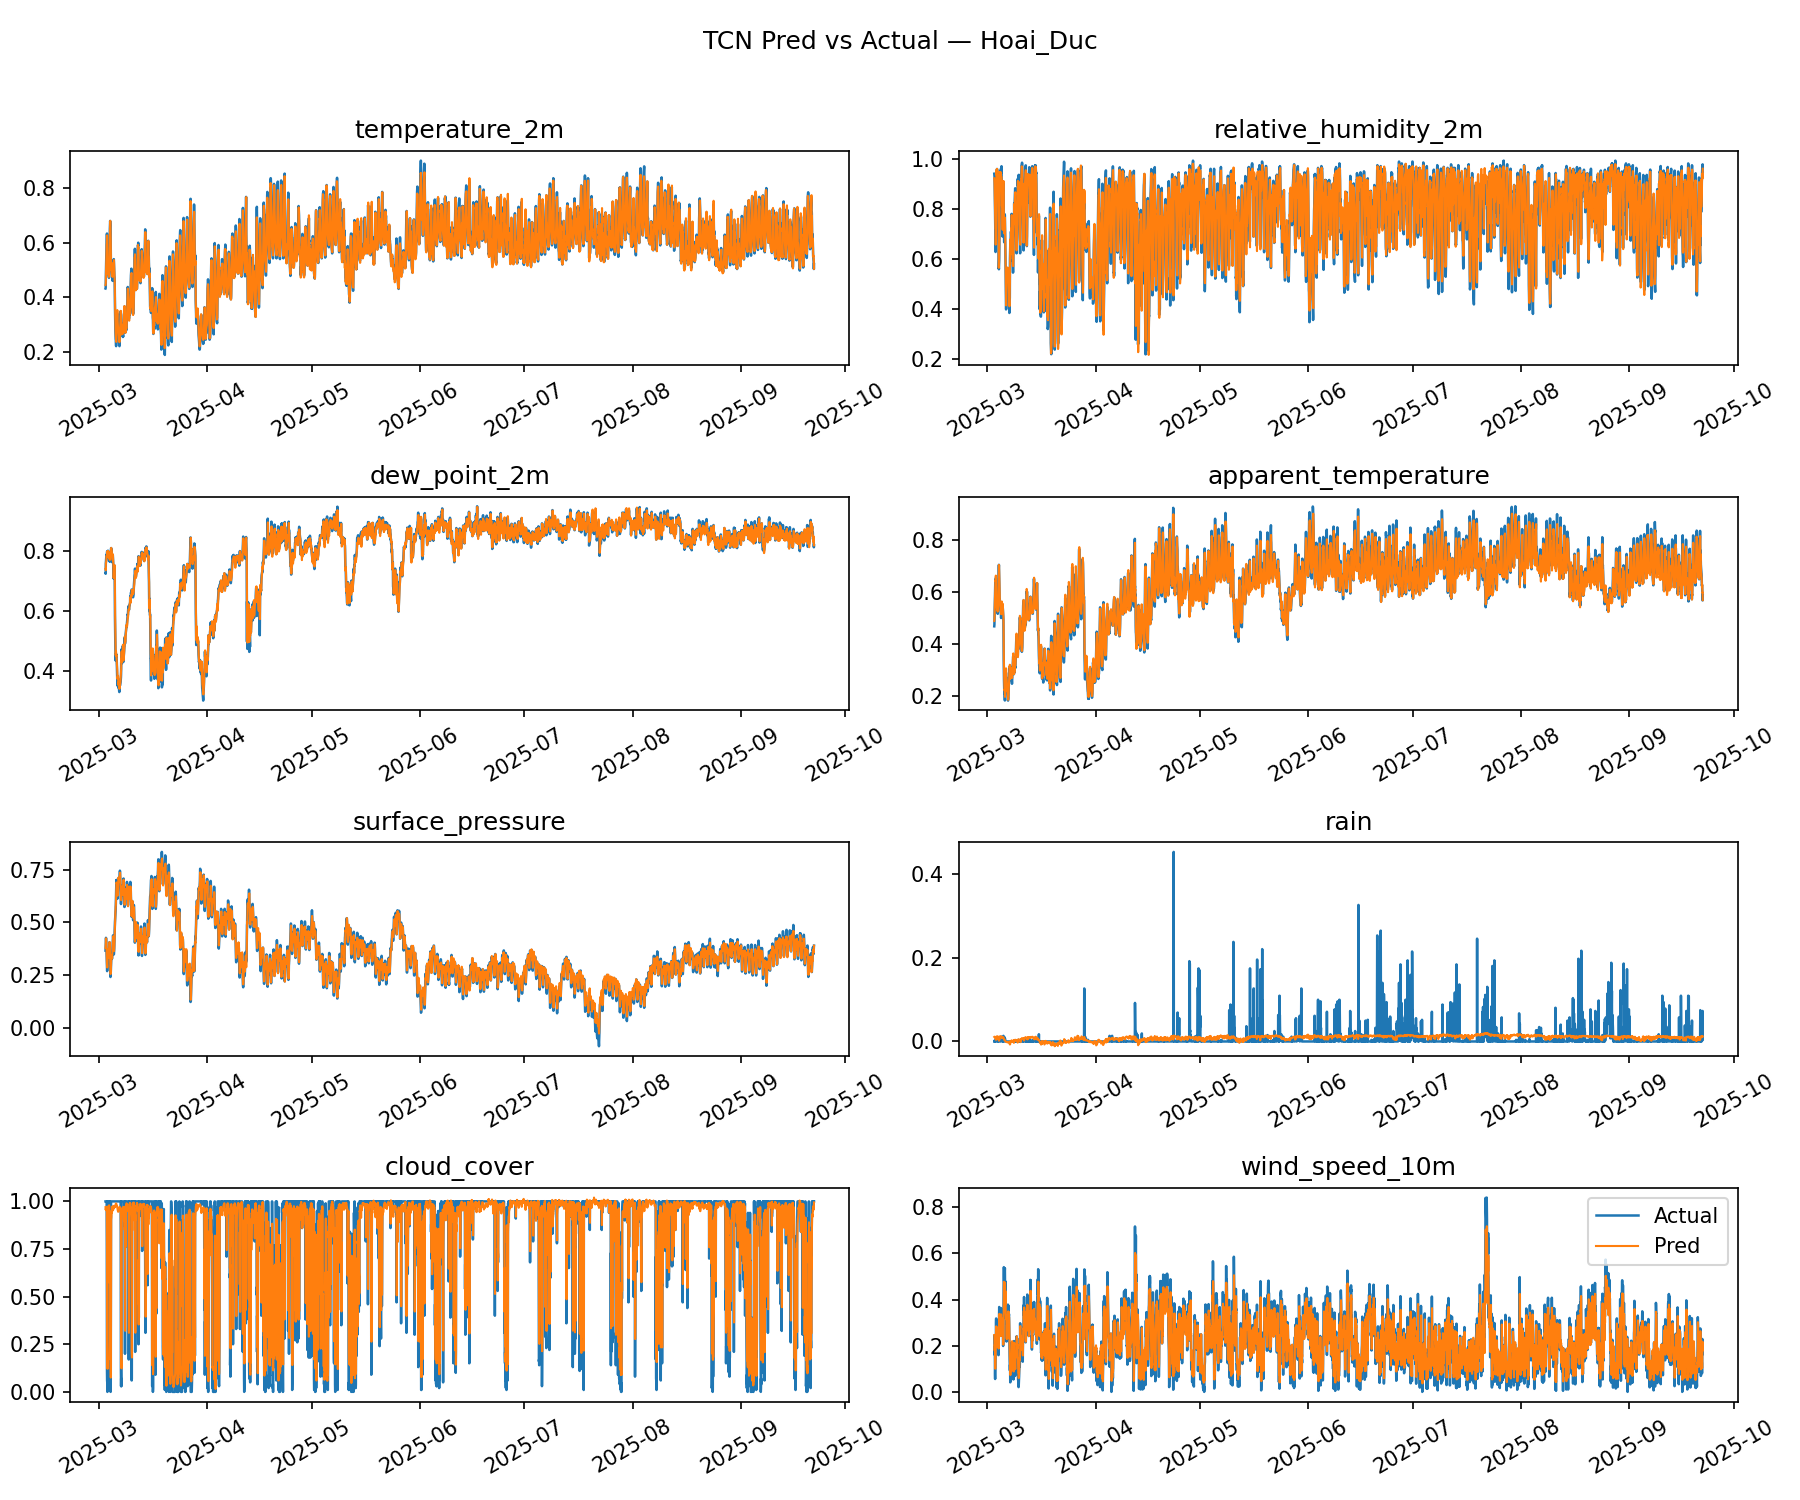 TCN Pred vs Actual — Hoai_Duc
temperature_2m
0.8
0.6
0.4
0.2
2025-03 2025-04 2025-05 2025-06 2025-07 2025-08 2025-09 2025-10
relative_humidity_2m
1.0
0.8
0.6
0.4
0.2
2025-03 2025-04 2025-05 2025-06 2025-07 2025-08 2025-09 2025-10
dew_point_2m
0.8
0.6
0.4
2025-03 2025-04 2025-05 2025-06 2025-07 2025-08 2025-09 2025-10
apparent_temperature
0.8
0.6
0.4
0.2
2025-03 2025-04 2025-05 2025-06 2025-07 2025-08 2025-09 2025-10
surface_pressure
0.75
0.50
0.25
0.00
2025-03 2025-04 2025-05 2025-06 2025-07 2025-08 2025-09 2025-10
rain
0.4
0.2
0.0
2025-03 2025-04 2025-05 2025-06 2025-07 2025-08 2025-09 2025-10
cloud_cover
1.00
0.75
0.50
0.25
0.00
2025-03 2025-04 2025-05 2025-06 2025-07 2025-08 2025-09 2025-10
wind_speed_10m
0.8
0.6
0.4
0.2
0.0
Actual
Pred
2025-03 2025-04 2025-05 2025-06 2025-07 2025-08 2025-09 2025-10